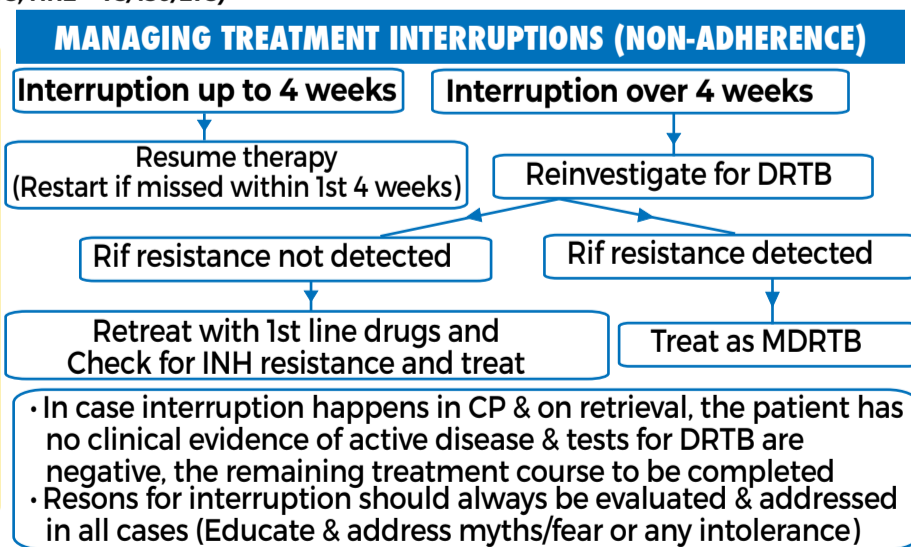 MANAGING TREATMENT INTERRUPTIONS (NON-ADHERENCE)
Interruption up to 4 weeks
Interruption over 4 weeks
Resume therapy
(Restart if missed within 1st 4 weeks)
Reinvestigate for DRTB
Rif resistance not detected
Rif resistance detected
Retreat with 1st line drugs and
Check for INH resistance and treat
Treat as MDRTB
· In case interruption happens in CP & on retrieval, the patient has
no clinical evidence of active disease & tests for DRTB are
negative, the remaining treatment course to be completed
· Resons for interruption should always be evaluated & addressed
in all cases (Educate & address myths/fear or any intolerance)